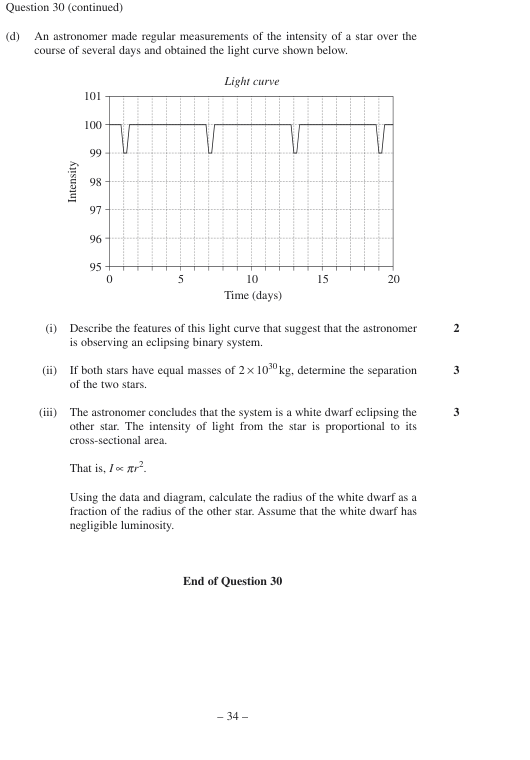 Question 30 (continued)
(d) An astronomer made regular measurements of the intensity of a star over the
course of several days and obtained the light curve shown below.
Light curve
101
100
99
98
97
96
95
Intensity
0 5 10 15 20
Time (days)
(i) Describe the features of this light curve that suggest that the astronomer 2
is observing an eclipsing binary system.
(ii) If both stars have equal masses of 2 × 10³⁰ kg, determine the separation 3
of the two stars.
(iii) The astronomer concludes that the system is a white dwarf eclipsing the 3
other star. The intensity of light from the star is proportional to its
cross-sectional area.
That is, I ∝ πr².
Using the data and diagram, calculate the radius of the white dwarf as a
fraction of the radius of the other star. Assume that the white dwarf has
negligible luminosity.
End of Question 30
– 34 –